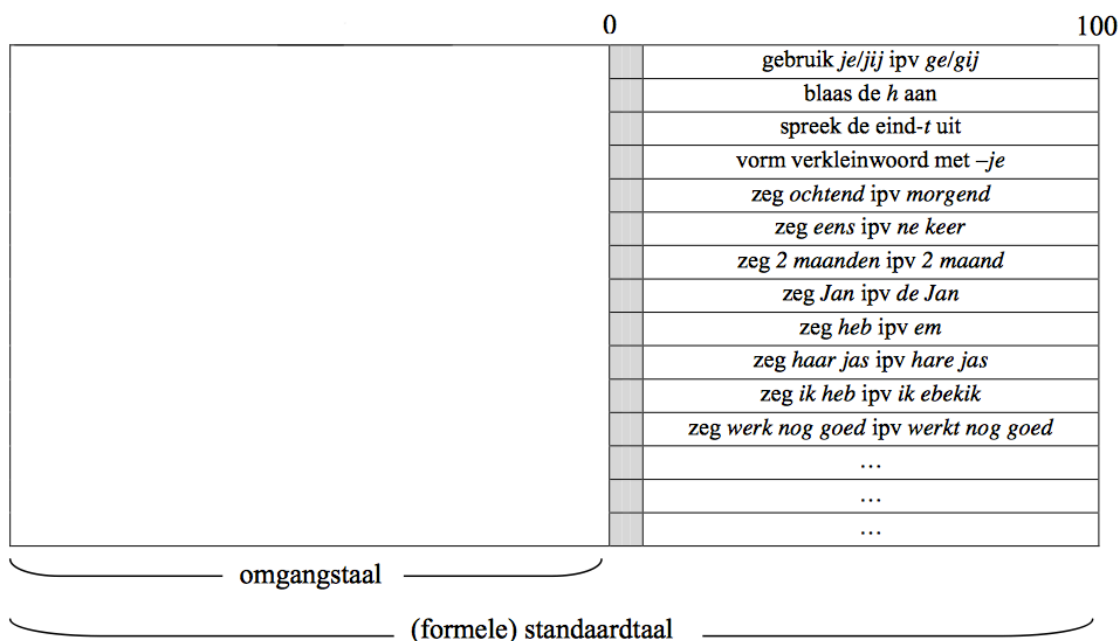 0 100
gebruik je/jij ipv ge/gij
blaas de h aan
spreek de eind-t uit
vorm verkleinwoord met –je
zeg ochtend ipv morgend
zeg eens ipv ne keer
zeg 2 maanden ipv 2 maand
zeg Jan ipv de Jan
zeg heb ipv em
zeg haar jas ipv hare jas
zeg ik heb ipv ik ebekik
zeg werk nog goed ipv werkt nog goed
…
…
…
omgangstaal
(formele) standaardtaal